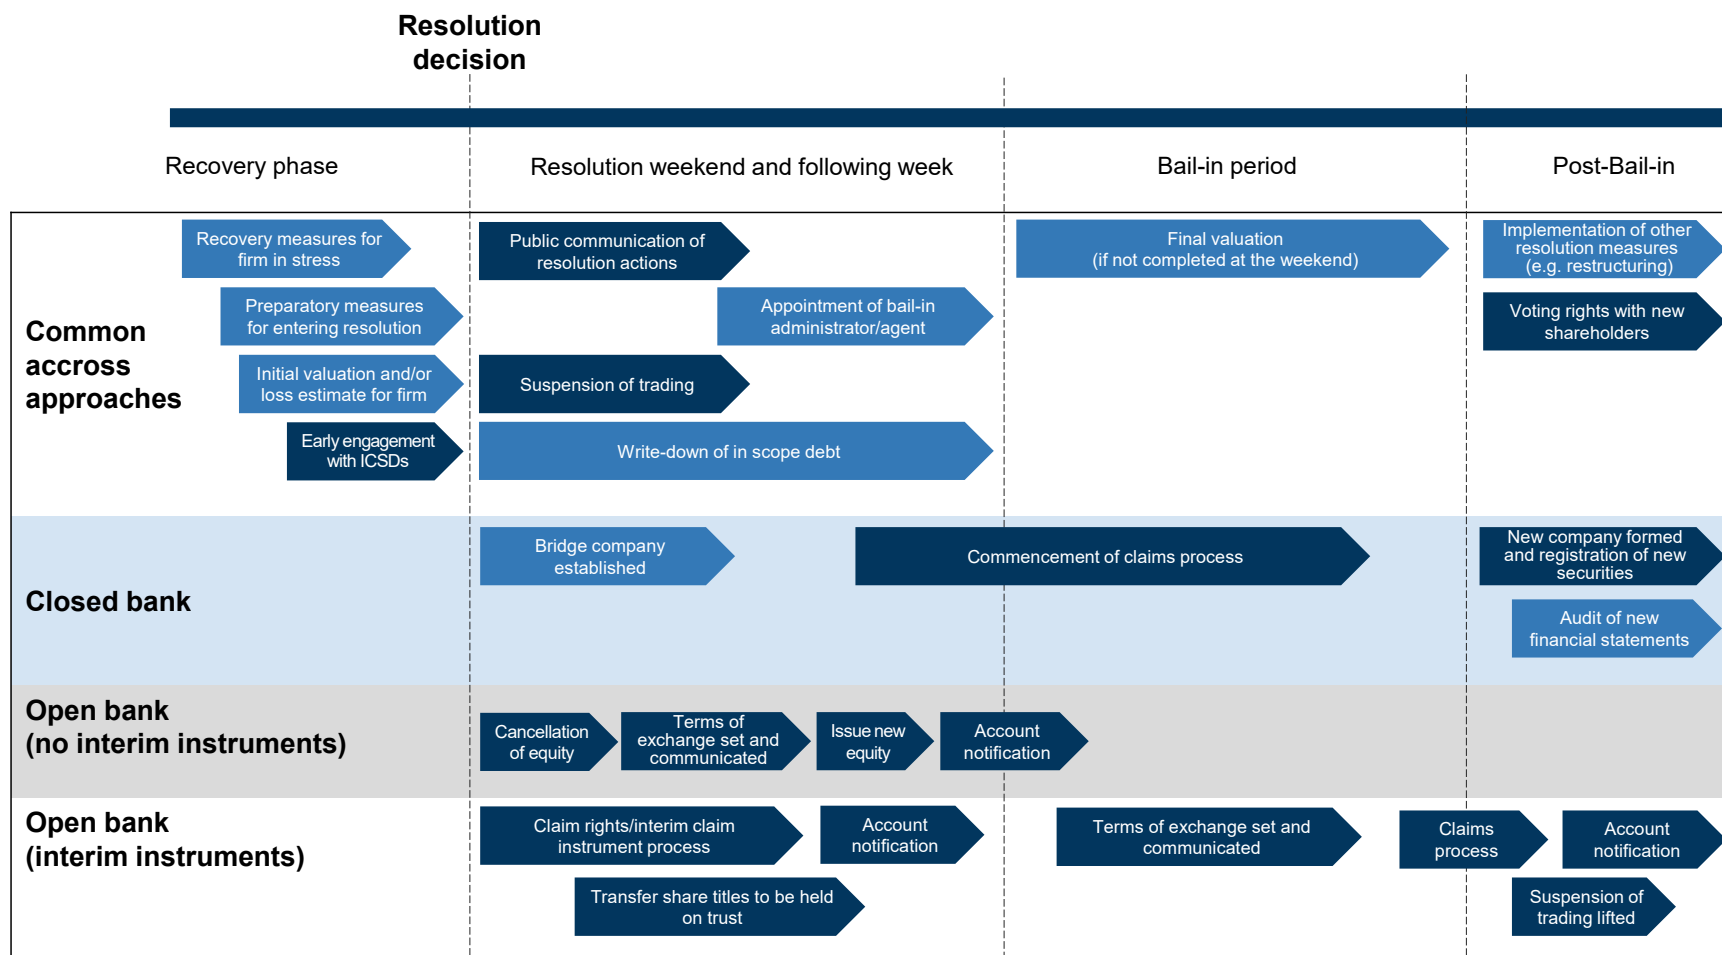 Resolution
decision
Recovery phase
Resolution weekend and following week
Bail-in period
Post-Bail-in
Common
accross
approaches
Recovery measures for
firm in stress
Preparatory measures
for entering resolution
Initial valuation and/or
loss estimate for firm
Early engagement
with ICSDs
Public communication of
resolution actions
Appointment of bail-in
administrator/agent
Suspension of trading
Write-down of in scope debt
Final valuation
(if not completed at the weekend)
Implementation of other
resolution measures
(e.g. restructuring)
Voting rights with new
shareholders
Closed bank
Bridge company
established
Commencement of claims process
New company formed
and registration of new
securities
Audit of new
financial statements
Open bank
(no interim instruments)
Cancellation
of equity
Terms of
exchange set and
communicated
Issue new
equity
Account
notification
Open bank
(interim instruments)
Claim rights/interim claim
instrument process
Account
notification
Transfer share titles to be held
on trust
Terms of exchange set and
communicated
Claims
process
Account
notification
Suspension of
trading lifted